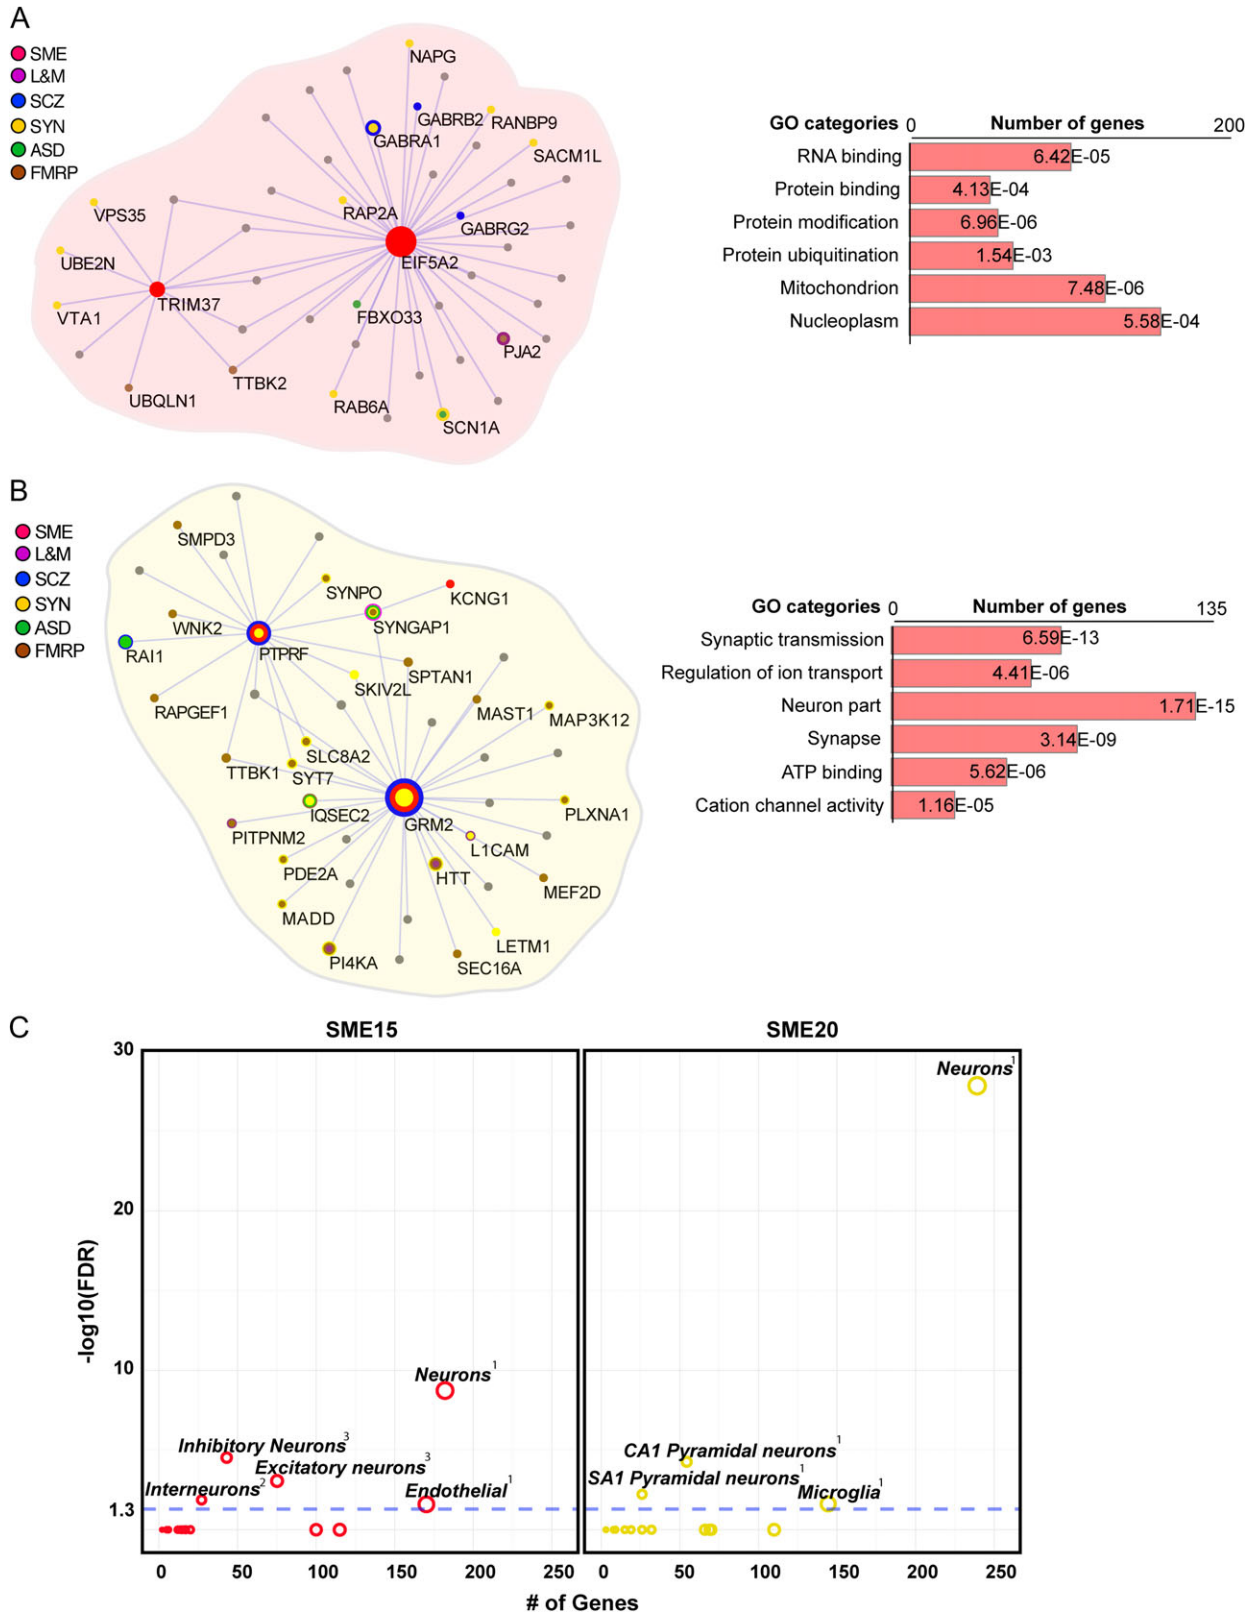 A
SME
L&M
SCZ
SYN
ASD
FMRP
NAPG
GABRB2
RANBP9
GABRA1
SACM1L
RAP2A
VPS35
GABRG2
UBE2N
EIF5A2
TRIM37
VTA1
FBXO33
PJA2
TTBK2
UBQLN1
RAB6A
SCN1A
GO categories 0 Number of genes 200
RNA binding 6.42E-05
Protein binding 4.13E-04
Protein modification 6.96E-06
Protein ubiquitination 1.54E-03
Mitochondrion 7.48E-06
Nucleoplasm 5.58E-04
B
SME
L&M
SCZ
SYN
ASD
FMRP
SMPD3
SYNPO
KCNG1
WNK2
SYNGAP1
RAI1
PTPRF
SPTAN1
SKIV2L
RAPGEF1
MAST1
MAP3K12
SLC8A2
TTBK1
SYT7
IQSEC2
PLXNA1
GRM2
PITPNM2
L1CAM
PDE2A
HTT
MEF2D
MADD
LETM1
PI4KA
SEC16A
GO categories 0 Number of genes 135
Synaptic transmission 6.59E-13
Regulation of ion transport 4.41E-06
Neuron part 1.71E-15
Synapse 3.14E-09
ATP binding 5.62E-06
Cation channel activity 1.16E-05
C
SME15 SME20
30
20
10
1.3
-log10(FDR)
Neurons1
Inhibitory Neurons3
Excitatory neurons3
Interneurons2
Endothelial1
Neurons1
CA1 Pyramidal neurons1
SA1 Pyramidal neurons1
Microglia1
0 50 100 150 200 250 0 50 100 150 200 250
# of Genes